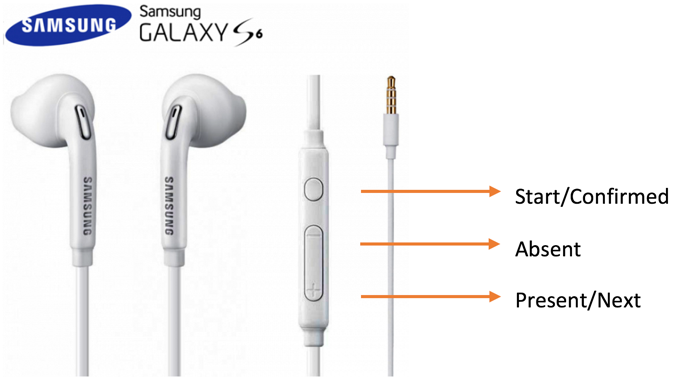 SAMSUNG
Samsung
GALAXY S6
SAMSUNG
SAMSUNG
Start/Confirmed
Absent
Present/Next